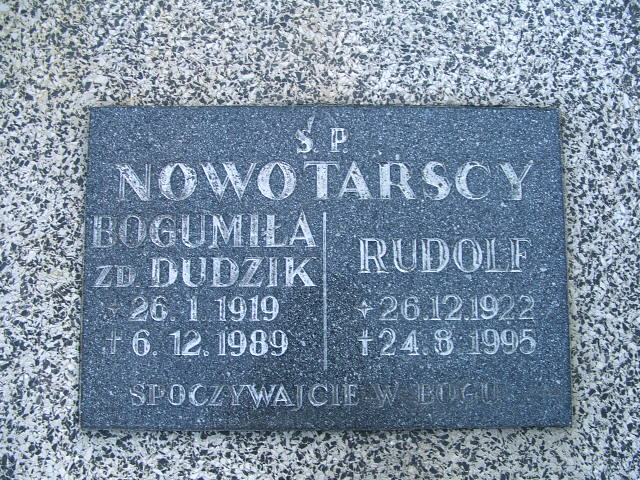 Ś.P.
NOWOTARSCY
BOGUMIŁA
ZD. DUDZIK
* 26. 1 1919
† 6. 12. 1989
RUDOLF
* 26.12.1922
† 24. 8 1995
SPOCZYWAJCIE W BOGU